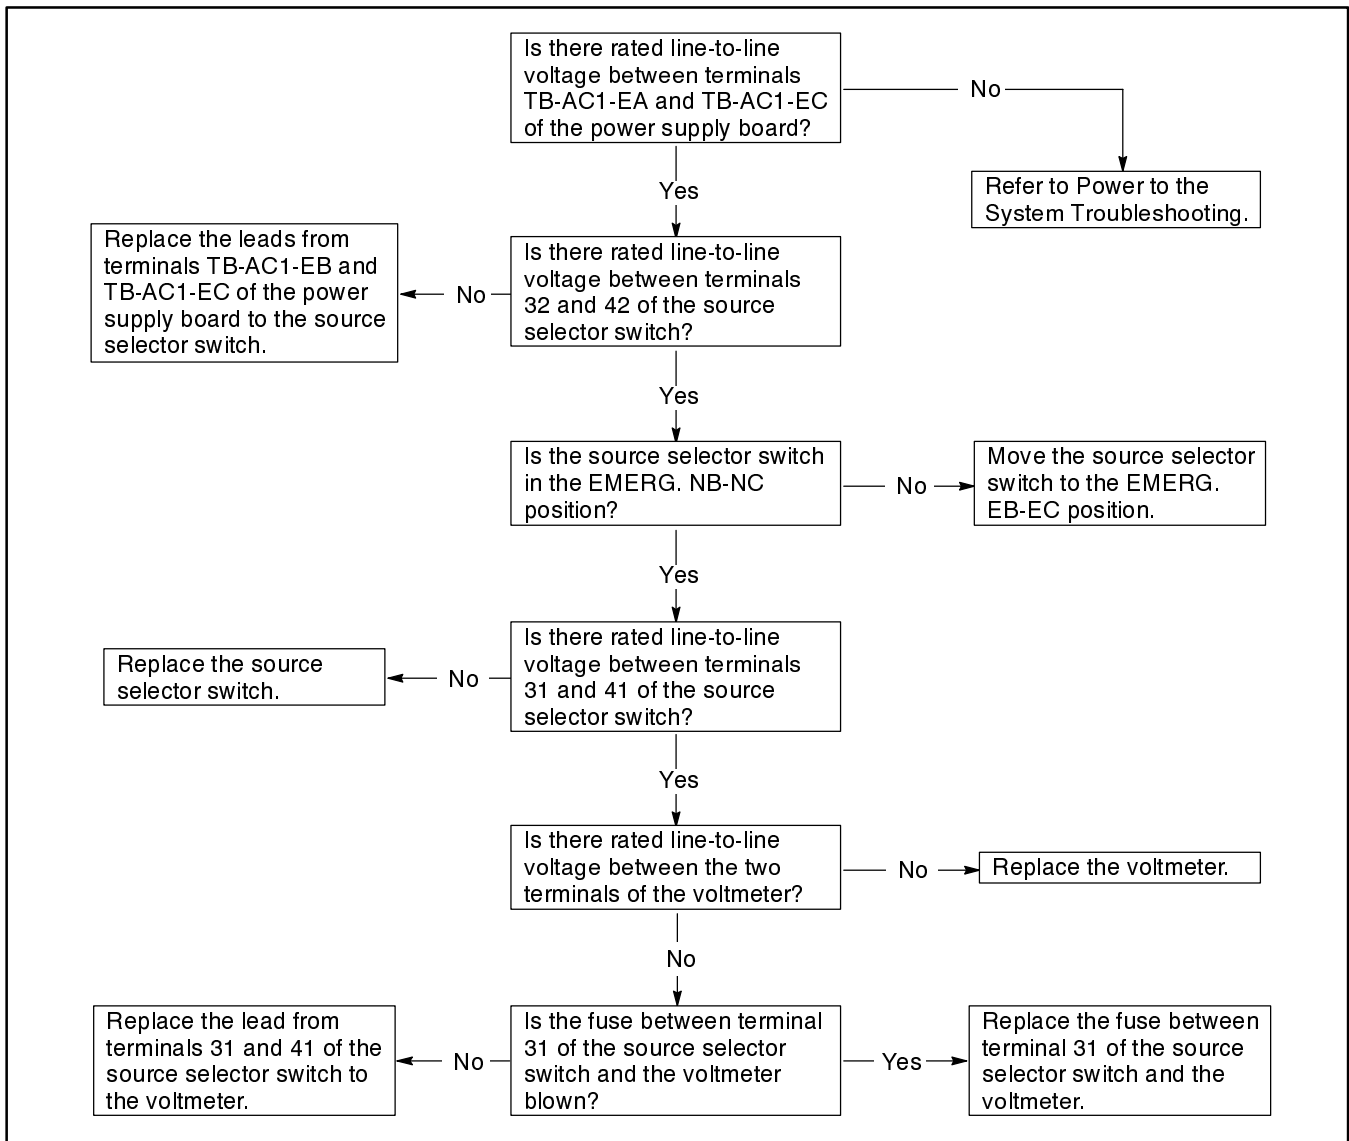 Is there rated line-to-line
voltage between terminals
TB-AC1-EA and TB-AC1-EC
of the power supply board?
No
Refer to Power to the
System Troubleshooting.
Yes
Is there rated line-to-line
voltage between terminals
32 and 42 of the source
selector switch?
No
Replace the leads from
terminals TB-AC1-EB and
TB-AC1-EC of the power
supply board to the source
selector switch.
Yes
Is the source selector switch
in the EMERG. NB-NC
position?
No
Move the source selector
switch to the EMERG.
EB-EC position.
Yes
Is there rated line-to-line
voltage between terminals
31 and 41 of the source
selector switch?
No
Replace the source
selector switch.
Yes
Is there rated line-to-line
voltage between the two
terminals of the voltmeter?
No
Replace the voltmeter.
No
Is the fuse between terminal
31 of the source selector
switch and the voltmeter
blown?
No
Replace the lead from
terminals 31 and 41 of the
source selector switch to
the voltmeter.
Yes
Replace the fuse between
terminal 31 of the source
selector switch and the
voltmeter.